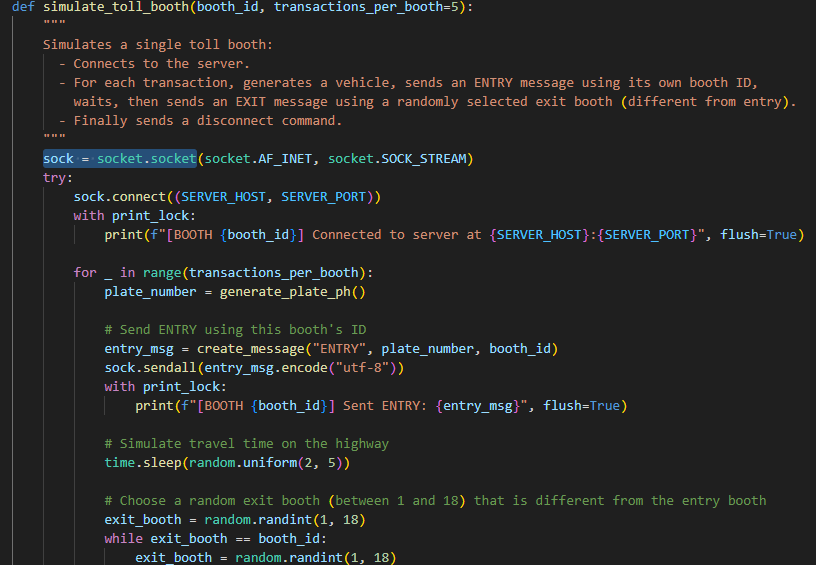 def simulate_toll_booth(booth_id, transactions_per_booth=5):
    """
    Simulates a single toll booth:
      - Connects to the server.
      - For each transaction, generates a vehicle, sends an ENTRY message using its own booth ID,
        waits, then sends an EXIT message using a randomly selected exit booth (different from entry).
      - Finally sends a disconnect command.
    """
    sock = socket.socket(socket.AF_INET, socket.SOCK_STREAM)
    try:
        sock.connect((SERVER_HOST, SERVER_PORT))
        with print_lock:
            print(f"[BOOTH {booth_id}] Connected to server at {SERVER_HOST}:{SERVER_PORT}", flush=True)

        for _ in range(transactions_per_booth):
            plate_number = generate_plate_ph()

            # Send ENTRY using this booth's ID
            entry_msg = create_message("ENTRY", plate_number, booth_id)
            sock.sendall(entry_msg.encode("utf-8"))
            with print_lock:
                print(f"[BOOTH {booth_id}] Sent ENTRY: {entry_msg}", flush=True)

            # Simulate travel time on the highway
            time.sleep(random.uniform(2, 5))

            # Choose a random exit booth (between 1 and 18) that is different from the entry booth
            exit_booth = random.randint(1, 18)
            while exit_booth == booth_id:
                exit_booth = random.randint(1, 18)